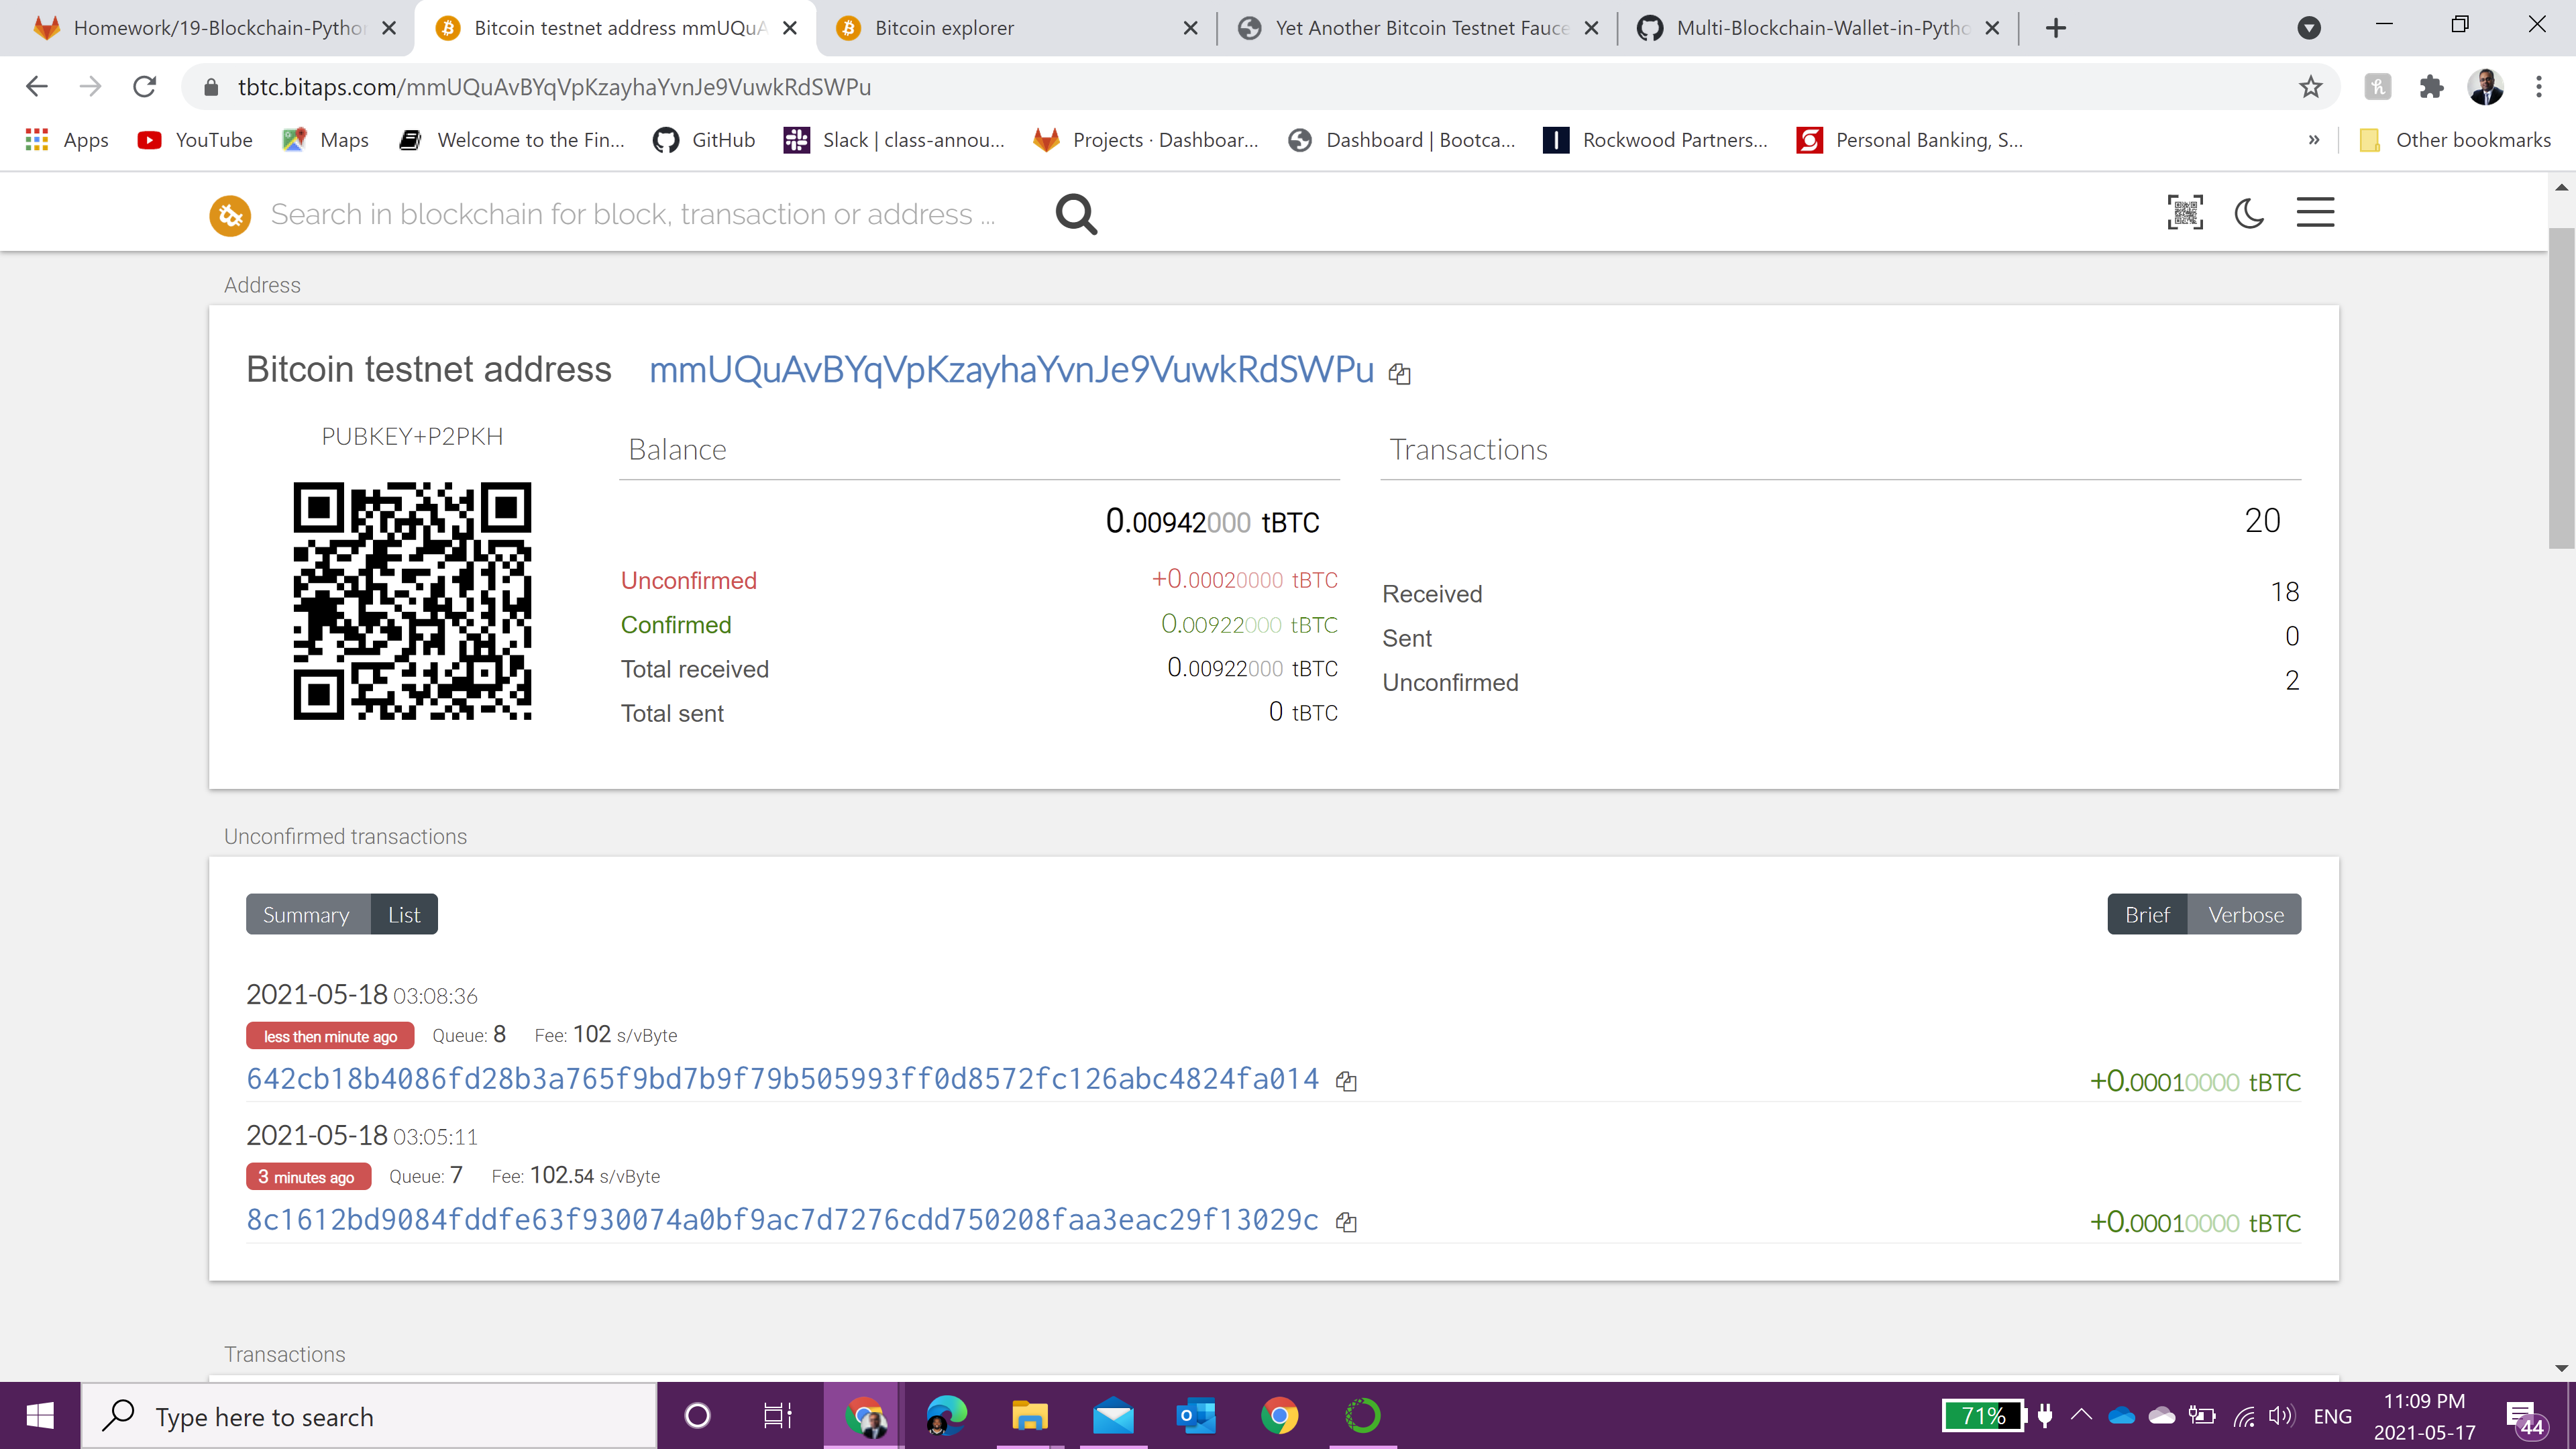 Homework/19-Blockchain-Pytho
Bitcoin testnet address mmUQuA
Bitcoin explorer
Yet Another Bitcoin Testnet Fauce
Multi-Blockchain-Wallet-in-Pytho
tbtc.bitaps.com/mmUQuAvBYqVpKzayhaYvnJe9VuwkRdSWPu
Apps
YouTube
Maps
Welcome to the Fin...
GitHub
Slack | class-annou...
Projects · Dashboar...
Dashboard | Bootca...
Rockwood Partners...
Personal Banking, S...
»
Other bookmarks
Search in blockchain for block, transaction or address ...
Address
Bitcoin testnet address mmUQuAvBYqVpKzayhaYvnJe9VuwkRdSWPu
PUBKEY+P2PKH
Balance
0.00942000 tBTC
Unconfirmed +0.00020000 tBTC
Confirmed 0.00922000 tBTC
Total received 0.00922000 tBTC
Total sent 0 tBTC
Transactions
20
Received 18
Sent 0
Unconfirmed 2
Unconfirmed transactions
Summary List
Brief Verbose
2021-05-18 03:08:36
less then minute ago Queue: 8 Fee: 102 s/vByte
642cb18b4086fd28b3a765f9bd7b9f79b505993ff0d8572fc126abc4824fa014 +0.00010000 tBTC
2021-05-18 03:05:11
3 minutes ago Queue: 7 Fee: 102.54 s/vByte
8c1612bd9084fddfe63f930074a0bf9ac7d7276cdd750208faa3eac29f13029c +0.00010000 tBTC
Transactions
Type here to search
71%
ENG
11:09 PM
2021-05-17
44